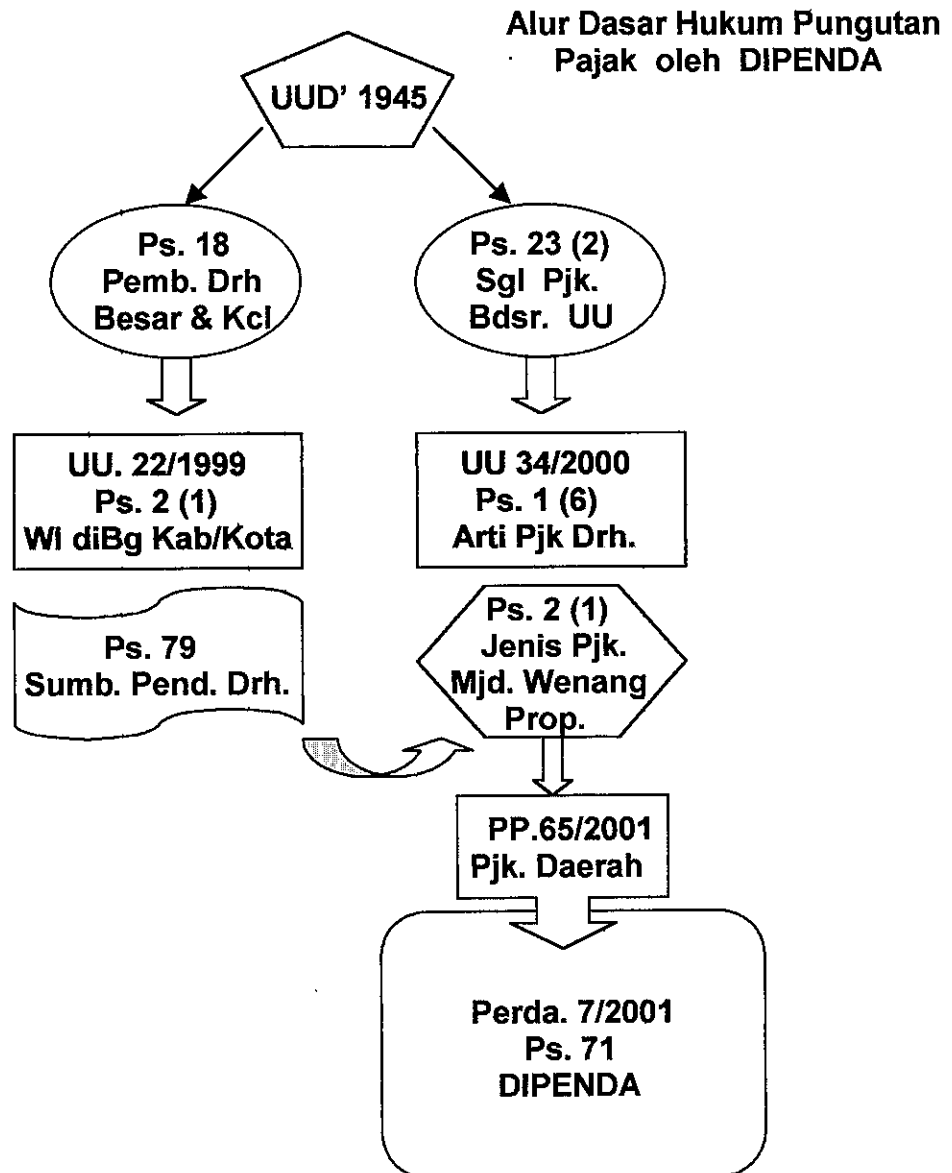 Alur Dasar Hukum Pungutan
Pajak oleh DIPENDA
UUD' 1945
Ps. 18
Pemb. Drh
Besar & Kcl
Ps. 23 (2)
Sgl Pjk.
Bdsr. UU
UU. 22/1999
Ps. 2 (1)
Wl diBg Kab/Kota
UU 34/2000
Ps. 1 (6)
Arti Pjk Drh.
Ps. 79
Sumb. Pend. Drh.
Ps. 2 (1)
Jenis Pjk.
Mjd. Wenang
Prop.
PP.65/2001
Pjk. Daerah
Perda. 7/2001
Ps. 71
DIPENDA